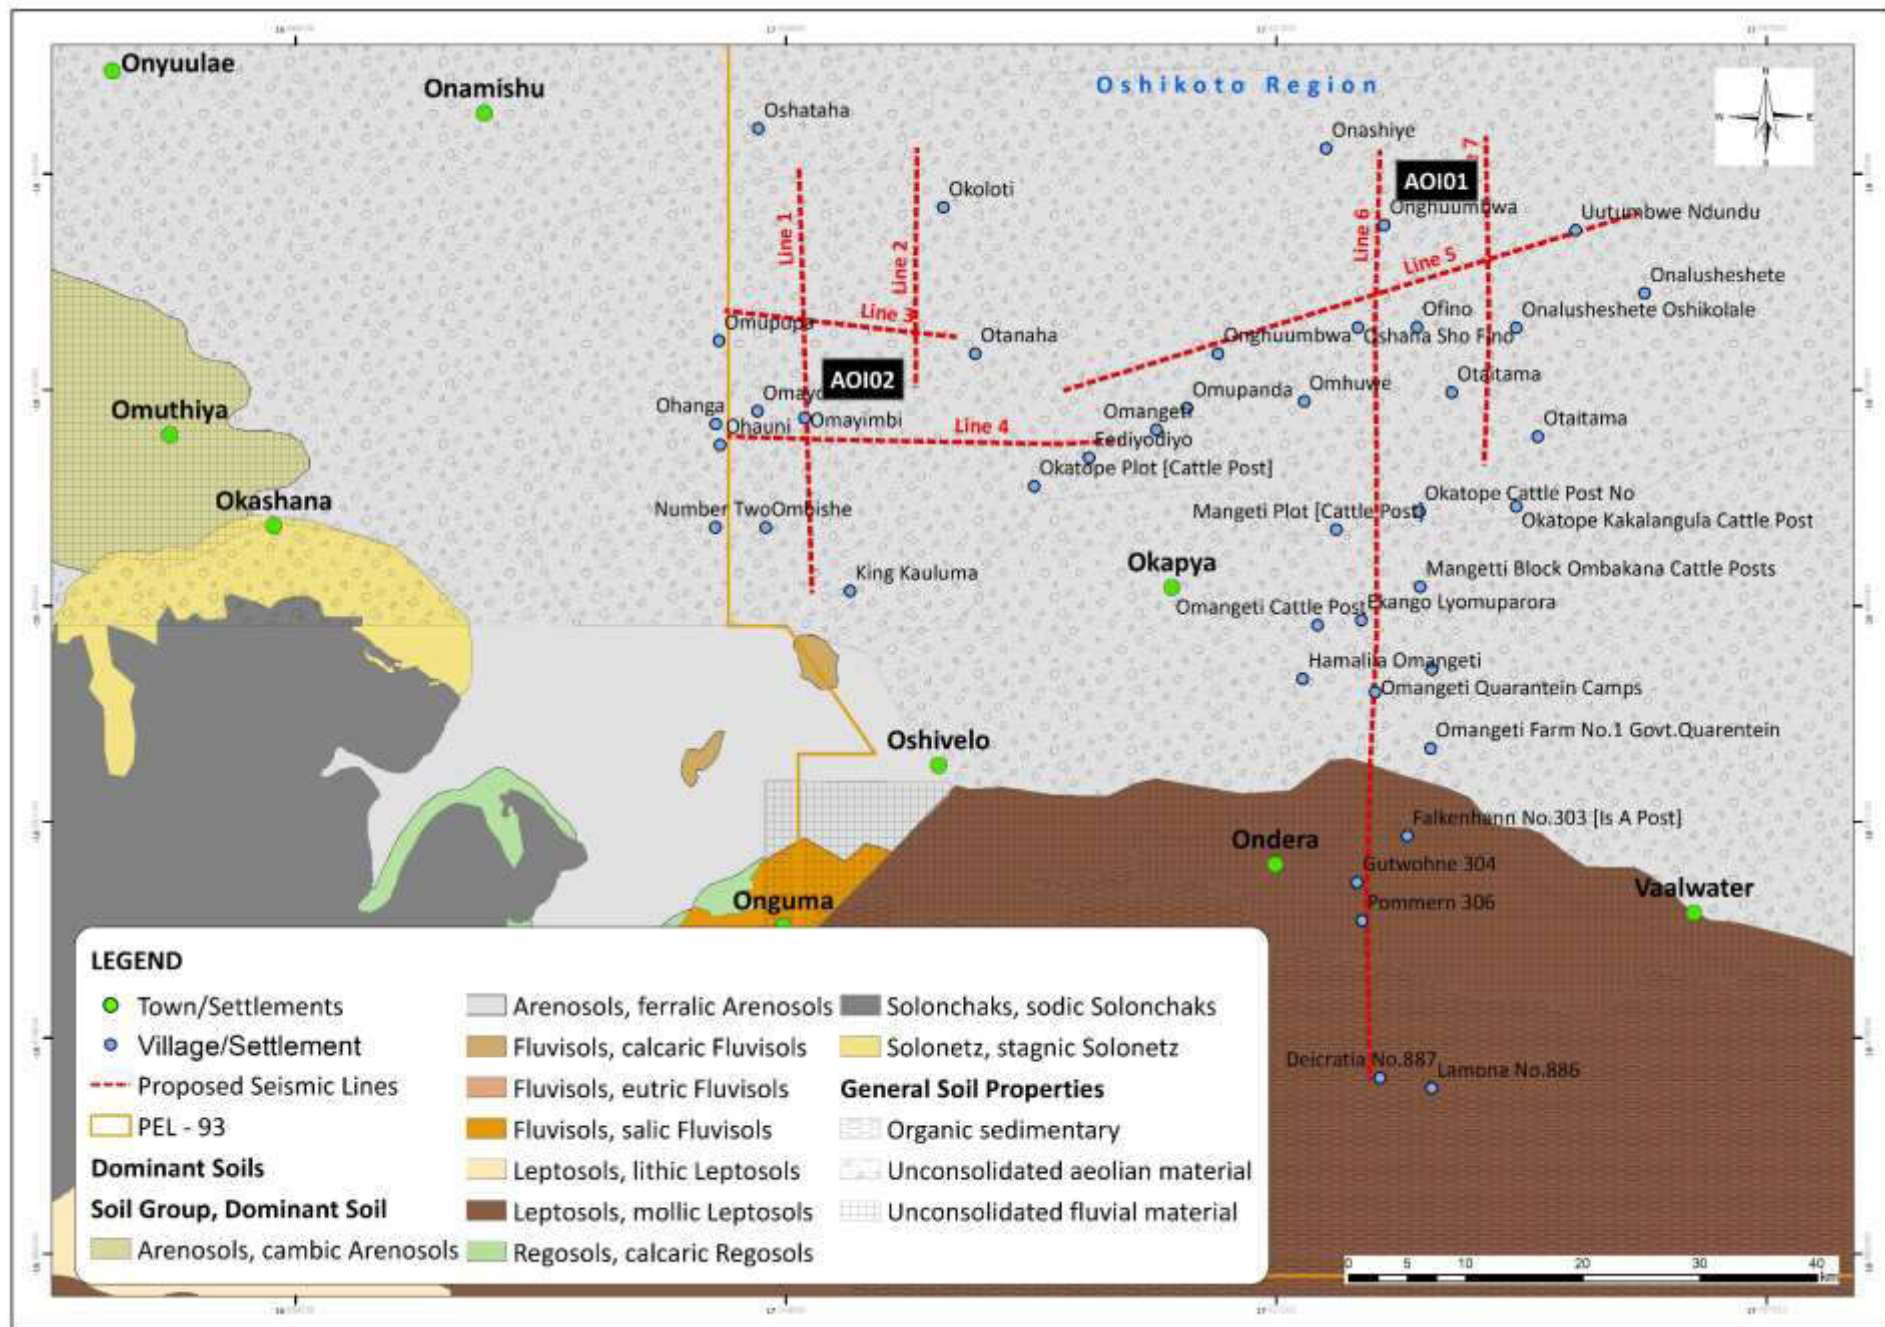 Onyuulae
Onamishu
Oshikoto Region
N
E
Oshataha
Onashiye
Okoloti
AOI01
Line 1
Line 2
Line 6
Onghuumbwa
Uutumbwe Ndundu
Line 5
Onalusheshete
Omupopa
Line 3
Otanaha
Onghuumbwa
Oshana Sho Fino
Ofino
Onalusheshete Oshikolale
AOI02
Omuthiya
Ohanga
Omayimbi
Omupanda
Omhuwe
Otaitama
Omangeti
Otaitama
Ohauni
Line 4
Eediyodiyo
Okatope Plot [Cattle Post]
Okashana
Number Two
Ombishe
Mangeti Plot [Cattle Post]
Okatope Cattle Post No
Okatope Kakalangula Cattle Post
King Kauluma
Okapya
Mangetti Block Ombakana Cattle Posts
Omangeti Cattle Post
Ekango Lyomuparora
Hamalila Omangeti
Omangeti Quarantein Camps
Oshivelo
Omangeti Farm No.1 Govt.Quarentein
Falkenhann No.303 [Is A Post]
Ondera
Gutwohne 304
Vaalwater
Onguma
Pommern 306
Deicratia No.887
Lamona No.886
LEGEND
Town/Settlements
Village/Settlement
Proposed Seismic Lines
PEL - 93
Dominant Soils
Soil Group, Dominant Soil
Arenosols, cambic Arenosols
Arenosols, ferralic Arenosols
Fluvisols, calcaric Fluvisols
Fluvisols, eutric Fluvisols
Fluvisols, salic Fluvisols
Leptosols, lithic Leptosols
Leptosols, mollic Leptosols
Regosols, calcaric Regosols
Solonchaks, sodic Solonchaks
Solonetz, stagnic Solonetz
General Soil Properties
Organic sedimentary
Unconsolidated aeolian material
Unconsolidated fluvial material
0 5 10 20 30 40
km